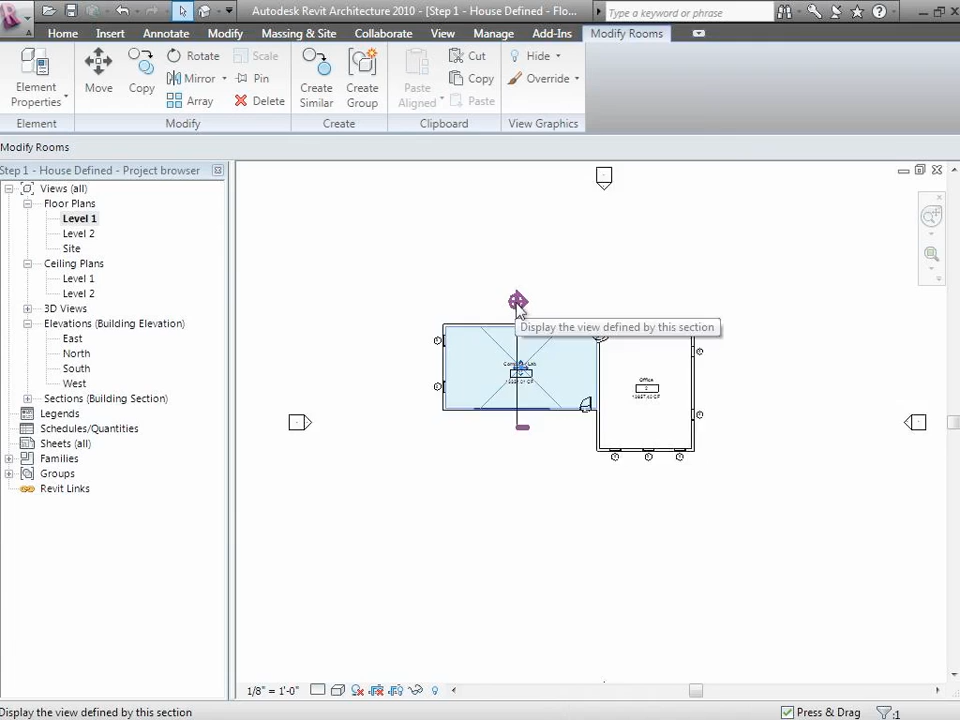 Autodesk Revit Architecture 2010 - [Step 1 - House Defined - Flo...
Type a keyword or phrase
Home Insert Annotate Modify Massing & Site Collaborate View Manage Add-Ins Modify Rooms
Element Properties
Move
Copy
Rotate
Mirror
Array
Scale
Pin
Delete
Create Similar
Create Group
Paste Aligned
Cut
Copy
Paste
Hide
Override
Element Modify Create Clipboard View Graphics
Modify Rooms
Step 1 - House Defined - Project browser
Views (all)
Floor Plans
Level 1
Level 2
Site
Ceiling Plans
Level 1
Level 2
3D Views
Elevations (Building Elevation)
East
North
South
West
Sections (Building Section)
Legends
Schedules/Quantities
Sheets (all)
Families
Groups
Revit Links
Display the view defined by this section
Office
1/8" = 1'-0"
Display the view defined by this section
Press & Drag
:1